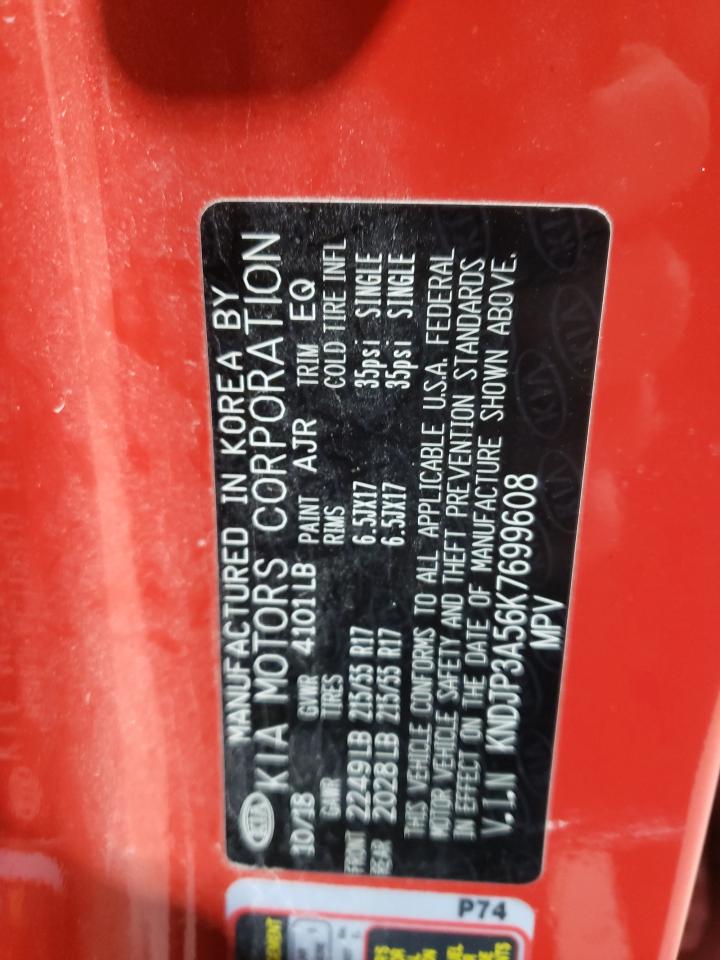 MANUFACTURED IN KOREA BY
KIA KIA MOTORS CORPORATION
10/18 GVWR 4101LB PAINT AJR TRIM EQ
GAWR TIRES RIMS COLD TIRE INFL
FRONT 2249LB 215/55 R17 6.5JX17 35psi SINGLE
REAR 2028LB 215/55 R17 6.5JX17 35psi SINGLE
THIS VEHICLE CONFORMS TO ALL APPLICABLE U.S.A. FEDERAL
MOTOR VEHICLE SAFETY AND THEFT PREVENTION STANDARDS
IN EFFECT ON THE DATE OF MANUFACTURE SHOWN ABOVE.
V.I.N KNDJP3A56K7699608
MPV
P74